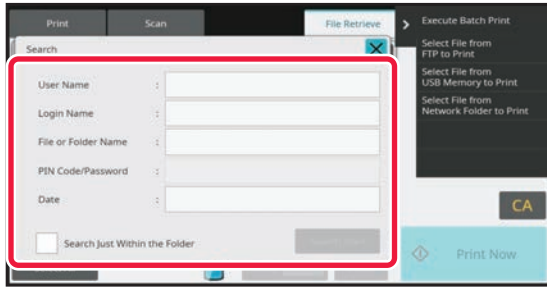 Print
Scan
File Retrieve
Execute Batch Print
Select File from
FTP to Print
Select File from
USB Memory to Print
Select File from
Network Folder to Print
Search
User Name :
Login Name :
File or Folder Name :
PIN Code/Password :
Date :
Search Just Within the Folder
CA
Print Now